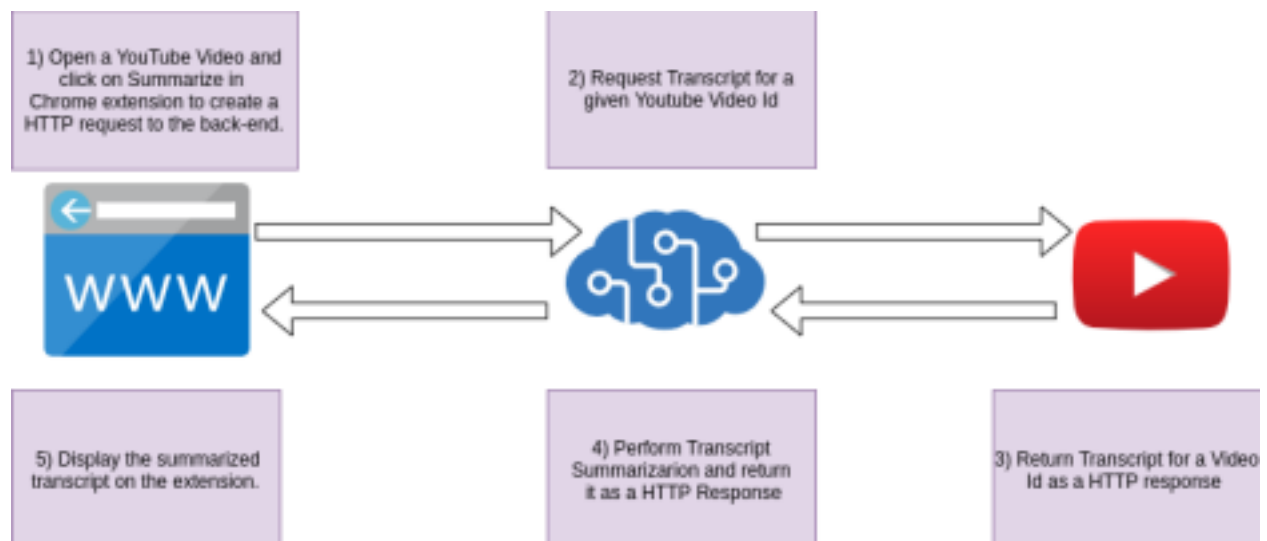 1) Open a YouTube Video and
click on Summarize in
Chrome extension to create a
HTTP request to the back-end.
2) Request Transcript for a
given Youtube Video Id
WWW
5) Display the summarized
transcript on the extension.
4) Perform Transcript
Summarizarion and return
it as a HTTP Response
3) Return Transcript for a Video
Id as a HTTP response